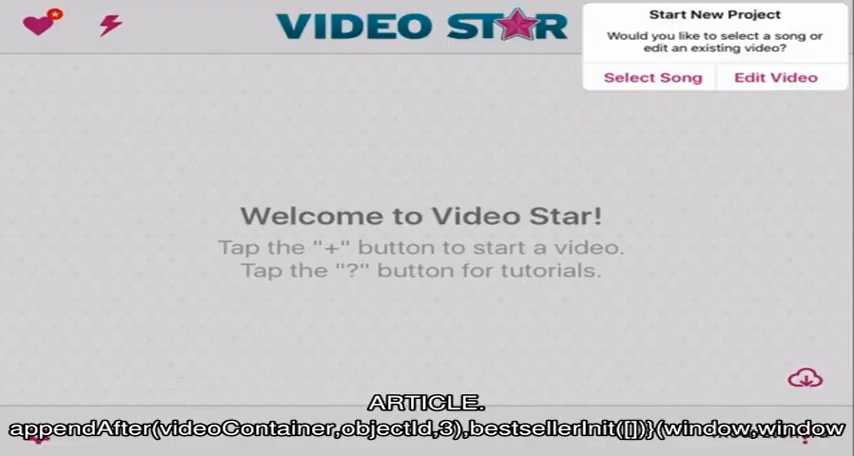 VIDEO STAR
Start New Project
Would you like to select a song or
edit an existing video?
Select Song
Edit Video
Welcome to Video Star!
Tap the "+" button to start a video.
Tap the "?" button for tutorials.
ARTICLE.
appendAfter(videoContainer,objectId,3),bestsellerInit([])}(window,window